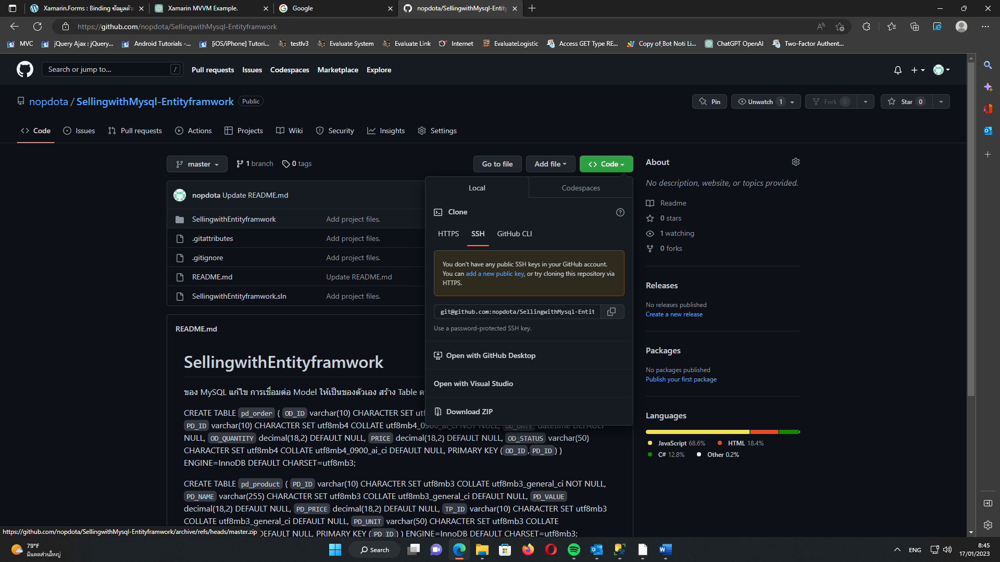 Xamarin.Forms : Binding ข้อมูลด้วย
Xamarin MVVM Example.
Google
nopdota/SellingwithMysql-Entity
https://github.com/nopdota/SellingwithMysql-Entityframwork
MVC
jQuery Ajax : jQuery...
Android Tutorials -...
[iOS/iPhone] Tutori...
testlv3
Evaluate System
Evaluate Link
Internet
EvaluateLogistic
Access GET Type RE...
Copy of Bot Noti Li...
ChatGPT OpenAI
Two-Factor Authent...
Search or jump to... /
Pull requests
Issues
Codespaces
Marketplace
Explore
nopdota / SellingwithMysql-Entityframwork Public
Pin
Unwatch 1
Fork 0
Star 0
Code
Issues
Pull requests
Actions
Projects
Wiki
Security
Insights
Settings
master
1 branch
0 tags
Go to file
Add file
Code
nopdota Update README.md
SellingwithEntityframwork Add project files.
.gitattributes Add project files.
.gitignore Add project files.
README.md Update README.md
SellingwithEntityframwork.sln Add project files.
Local
Codespaces
Clone
HTTPS
SSH
GitHub CLI
You don't have any public SSH keys in your GitHub account.
You can add a new public key, or try cloning this repository via
HTTPS.
git@github.com:nopdota/SellingwithMysql-Entit
Use a password-protected SSH key.
Open with GitHub Desktop
Open with Visual Studio
Download ZIP
README.md
SellingwithEntityframwork
ของ MySQL แก้ไข การเชื่อมต่อ Model ให้เป็นของตัวเอง สร้าง Table
CREATE TABLE pd_order ( OD_ID varchar(10) CHARACTER SET utf
PD_ID varchar(10) CHARACTER SET utf8mb4 COLLATE utf8mb4_0900_ai_ci NOT NULL, OD_DATE datetime DEFAULT
NULL, OD_QUANTITY decimal(18,2) DEFAULT NULL, PRICE decimal(18,2) DEFAULT NULL, OD_STATUS varchar(50)
CHARACTER SET utf8mb4 COLLATE utf8mb4_0900_ai_ci DEFAULT NULL, PRIMARY KEY (OD_ID,PD_ID) )
ENGINE=InnoDB DEFAULT CHARSET=utf8mb3;
CREATE TABLE pd_product ( PD_ID varchar(10) CHARACTER SET utf8mb3 COLLATE utf8mb3_general_ci NOT NULL,
PD_NAME varchar(255) CHARACTER SET utf8mb3 COLLATE utf8mb3_general_ci DEFAULT NULL, PD_VALUE
decimal(18,2) DEFAULT NULL, PD_PRICE decimal(18,2) DEFAULT NULL, TP_ID varchar(10) CHARACTER SET utf8mb3
COLLATE utf8mb3_general_ci DEFAULT NULL, PD_UNIT varchar(50) CHARACTER SET utf8mb3 COLLATE
DEFAULT NULL, PRIMARY KEY (PD_ID) ) ENGINE=InnoDB DEFAULT CHARSET=utf8mb3;
About
No description, website, or topics provided.
Readme
0 stars
1 watching
0 forks
Releases
No releases published
Create a new release
Packages
No packages published
Publish your first package
Languages
JavaScript 68.6%
HTML 18.4%
C# 12.8%
Other 0.2%
https://github.com/nopdota/SellingwithMysql-Entityframwork/archive/refs/heads/master.zip
79°F
มีแดดส่วนใหญ่
Search
ENG
8:45
17/01/2023